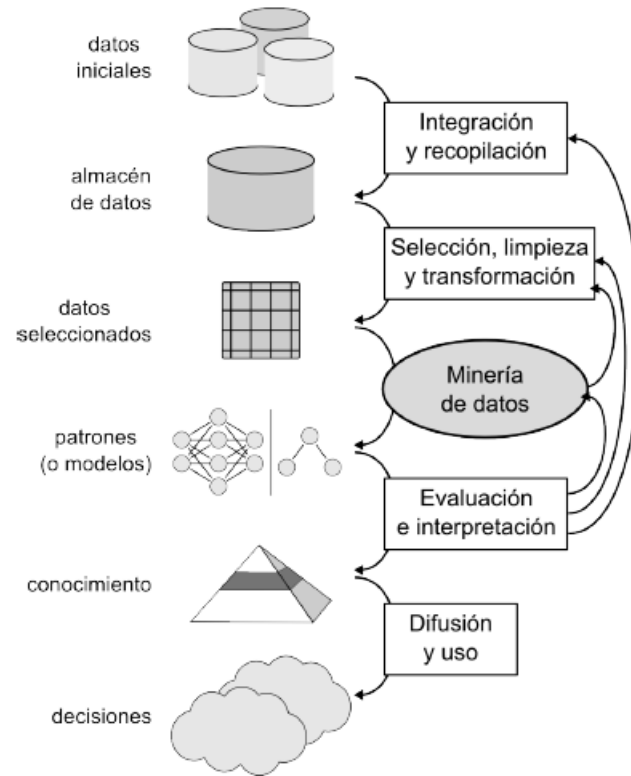 datos
iniciales
Integración
y recopilación
almacén
de datos
Selección, limpieza
y transformación
datos
seleccionados
Minería
de datos
patrones
(o modelos)
Evaluación
e interpretación
conocimiento
Difusión
y uso
decisiones